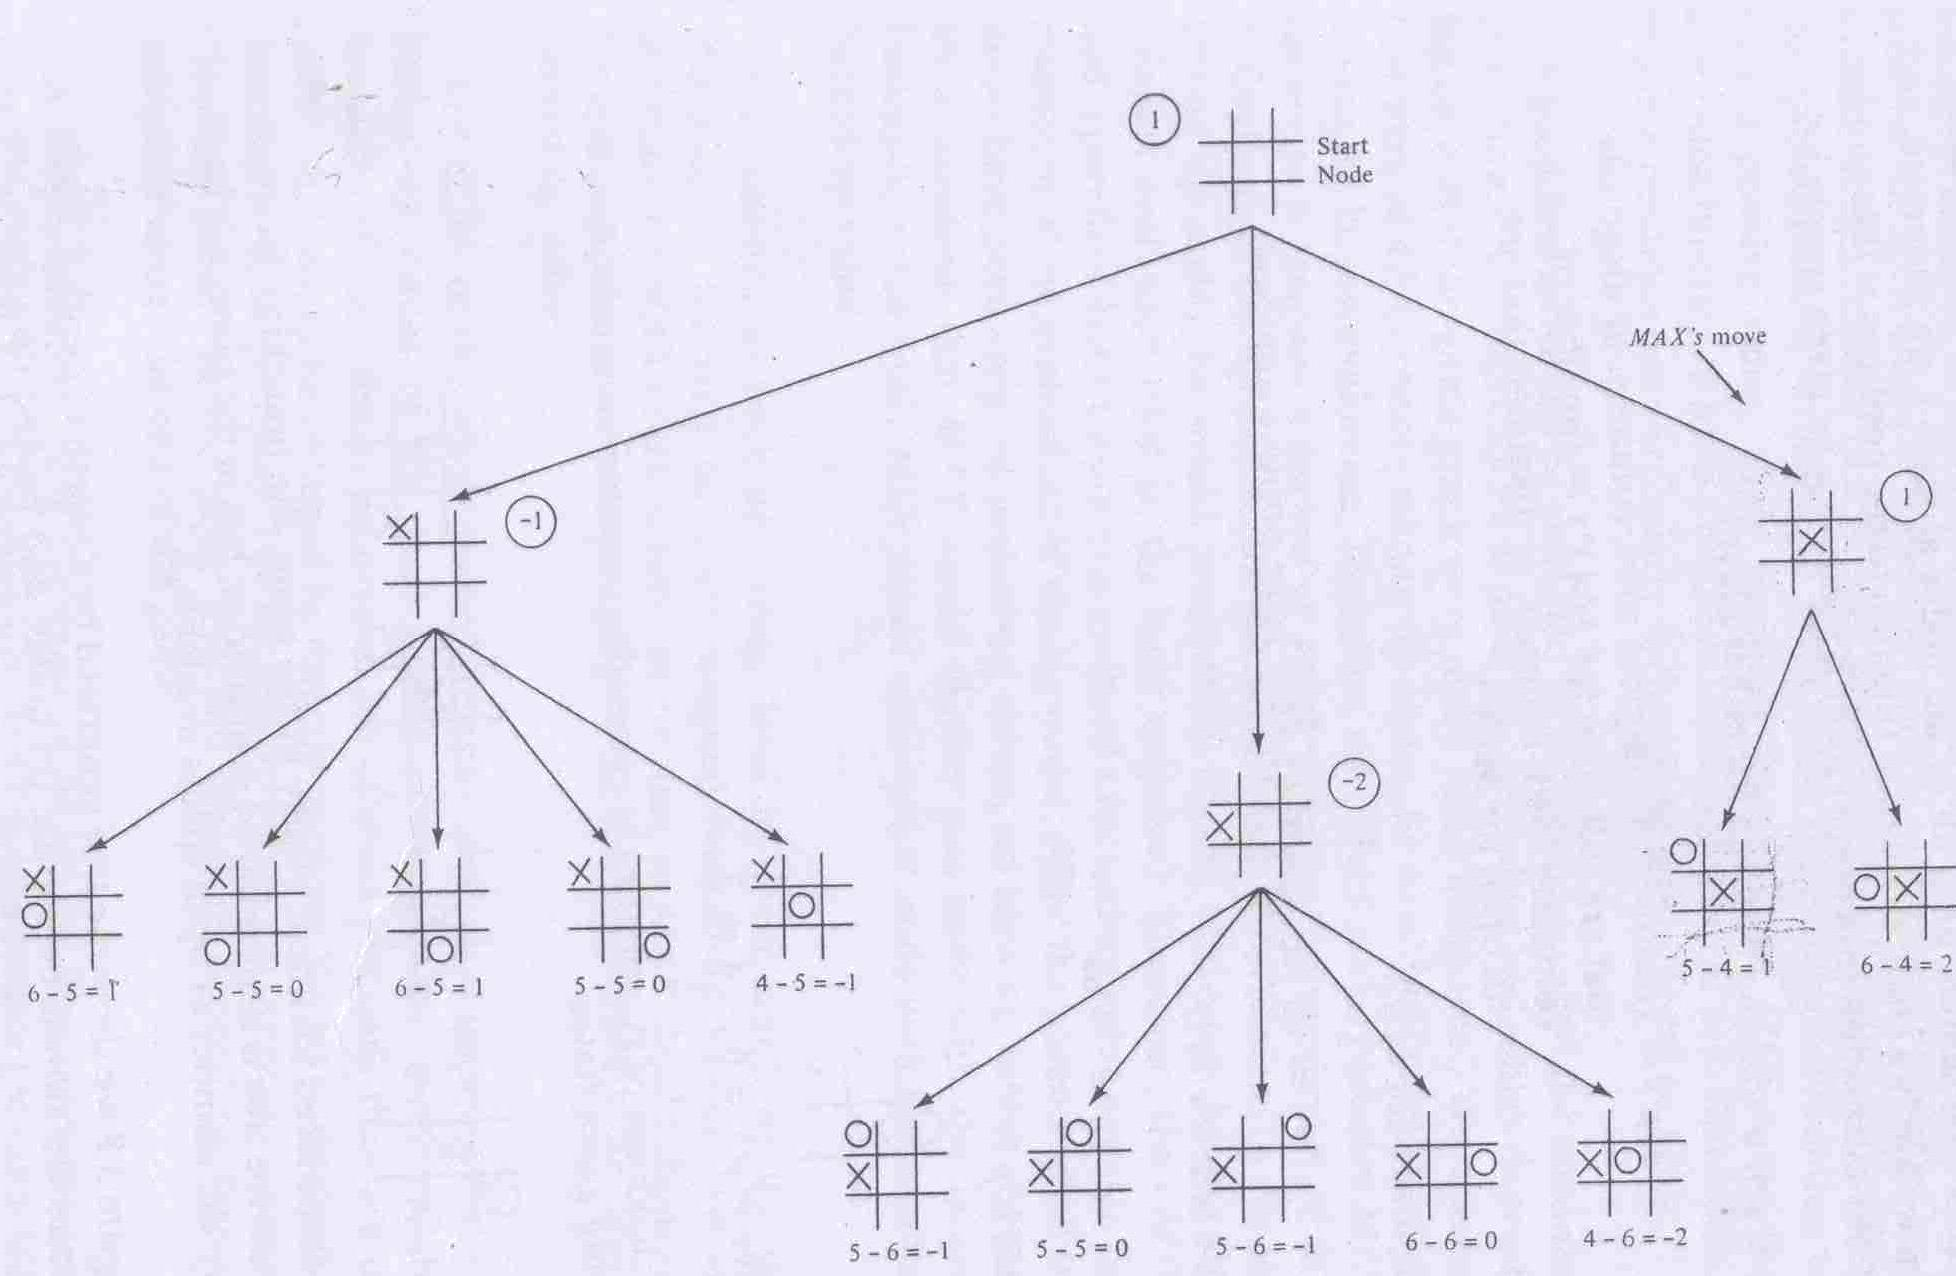 1
Start
Node
MAX's move
X
-1
X
1
X
-2
X
O
X
6 - 5 = 1
X
O
5 - 5 = 0
X
O
6 - 5 = 1
X
O
5 - 5 = 0
X
O
4 - 5 = -1
O
X
5 - 4 = 1
O X
6 - 4 = 2
O
X
5 - 6 = -1
O
X
5 - 5 = 0
O
X
5 - 6 = -1
X O
6 - 6 = 0
X O
4 - 6 = -2